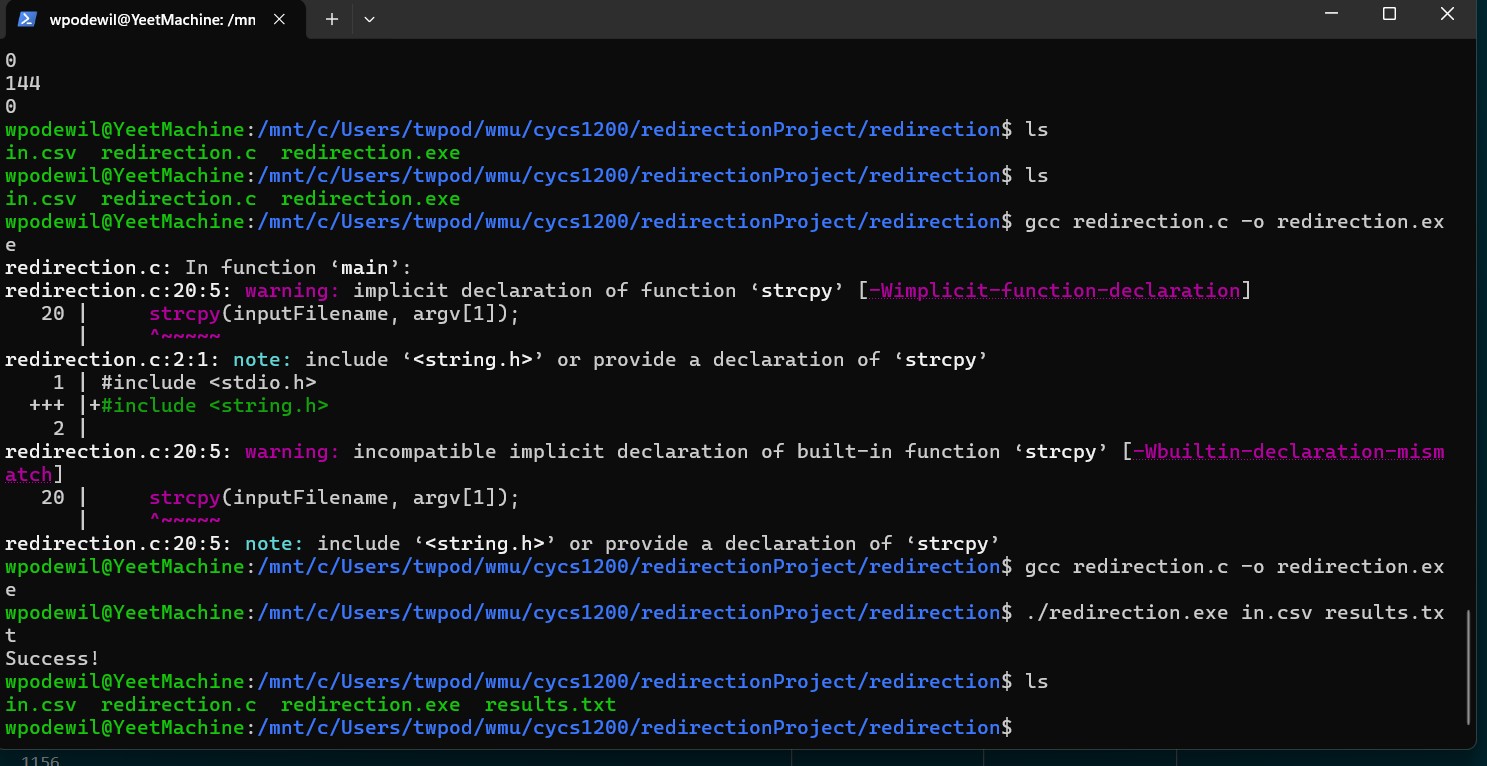 wpodewil@YeetMachine: /mn
0
144
0
wpodewil@YeetMachine:/mnt/c/Users/twpod/wmu/cycs1200/redirectionProject/redirection$ ls
in.csv  redirection.c  redirection.exe
wpodewil@YeetMachine:/mnt/c/Users/twpod/wmu/cycs1200/redirectionProject/redirection$ ls
in.csv  redirection.c  redirection.exe
wpodewil@YeetMachine:/mnt/c/Users/twpod/wmu/cycs1200/redirectionProject/redirection$ gcc redirection.c -o redirection.ex
e
redirection.c: In function ‘main’:
redirection.c:20:5: warning: implicit declaration of function ‘strcpy’ [-Wimplicit-function-declaration]
   20 |     strcpy(inputFilename, argv[1]);
      |     ^~~~~~
redirection.c:2:1: note: include ‘<string.h>’ or provide a declaration of ‘strcpy’
    1 | #include <stdio.h>
  +++ |+#include <string.h>
    2 |
redirection.c:20:5: warning: incompatible implicit declaration of built-in function ‘strcpy’ [-Wbuiltin-declaration-mism
atch]
   20 |     strcpy(inputFilename, argv[1]);
      |     ^~~~~~
redirection.c:20:5: note: include ‘<string.h>’ or provide a declaration of ‘strcpy’
wpodewil@YeetMachine:/mnt/c/Users/twpod/wmu/cycs1200/redirectionProject/redirection$ gcc redirection.c -o redirection.ex
e
wpodewil@YeetMachine:/mnt/c/Users/twpod/wmu/cycs1200/redirectionProject/redirection$ ./redirection.exe in.csv results.tx
t
Success!
wpodewil@YeetMachine:/mnt/c/Users/twpod/wmu/cycs1200/redirectionProject/redirection$ ls
in.csv  redirection.c  redirection.exe  results.txt
wpodewil@YeetMachine:/mnt/c/Users/twpod/wmu/cycs1200/redirectionProject/redirection$
1156